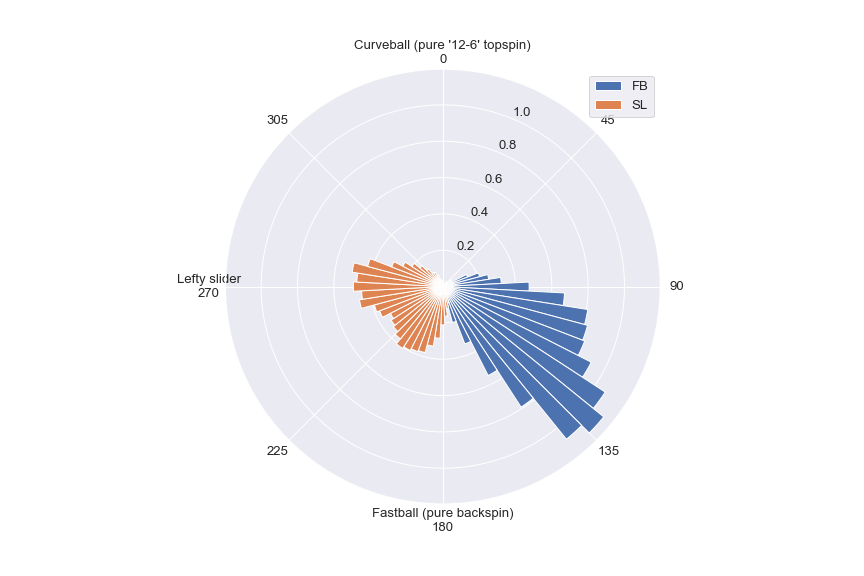 Curveball (pure '12-6' topspin)
0
FB
SL
305
45
1.0
0.8
0.6
0.4
0.2
Lefty slider
270
90
225
135
Fastball (pure backspin)
180